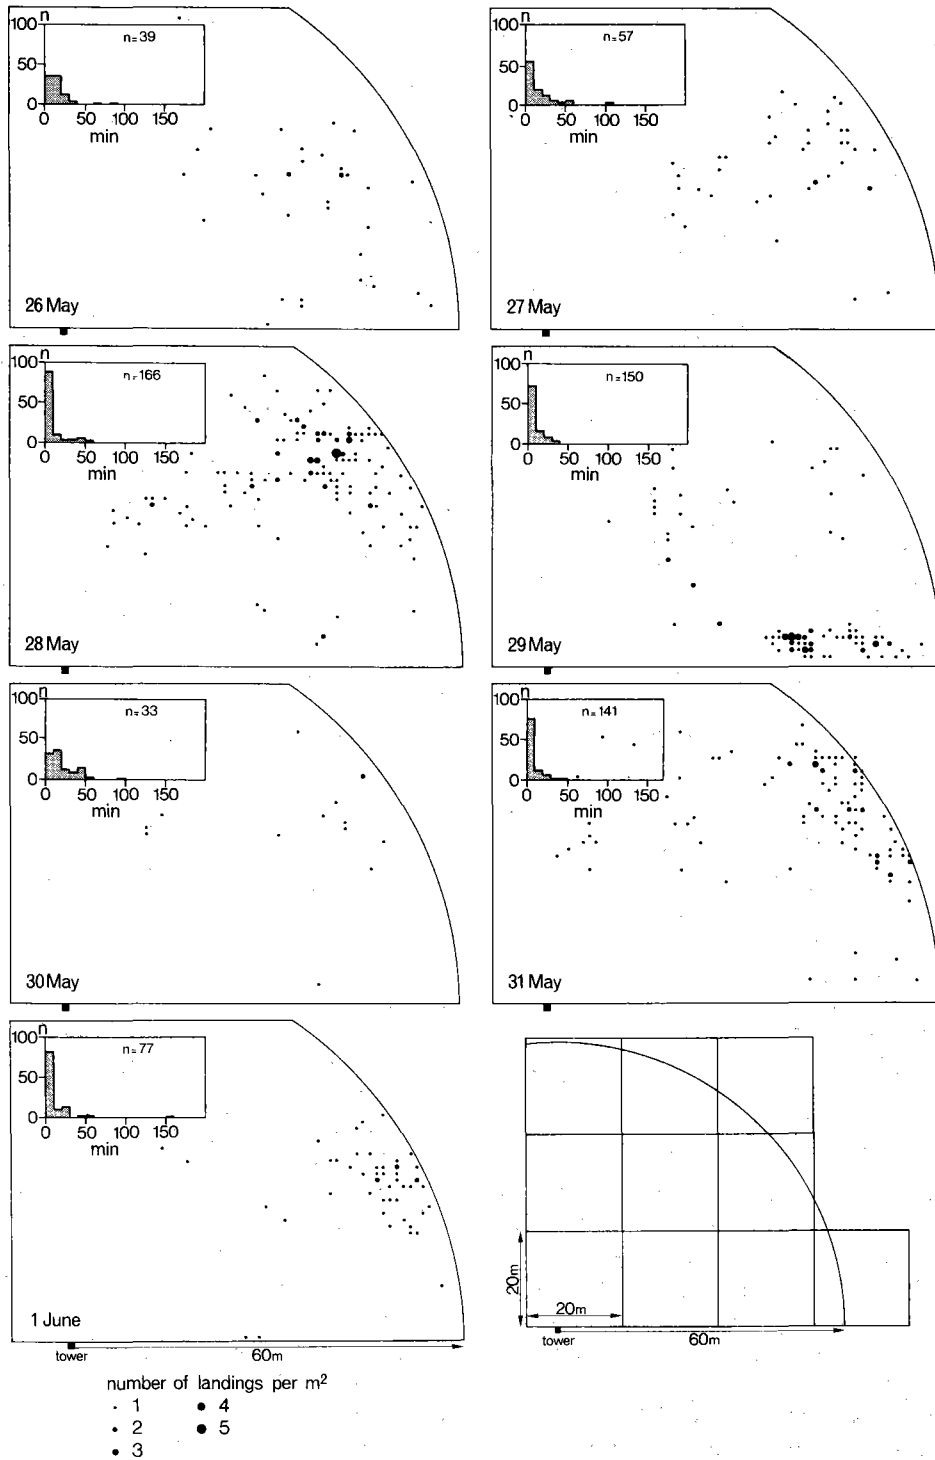 n
100
50
0
0 50 100 150
min
n=39
26 May
n
100
50
0
0 50 100 150
min
n=57
27 May
n
100
50
0
0 50 100 150
min
n=166
28 May
n
100
50
0
0 50 100 150
min
n=150
29 May
n
100
50
0
0 50 100 150
min
n=33
30 May
n
100
50
0
0 50 100 150
min
n=141
31 May
n
100
50
0
0 50 100 150
min
n=77
1 June
tower
60m
20m
20m
tower
60m
number of landings per m²
1
2
3
4
5